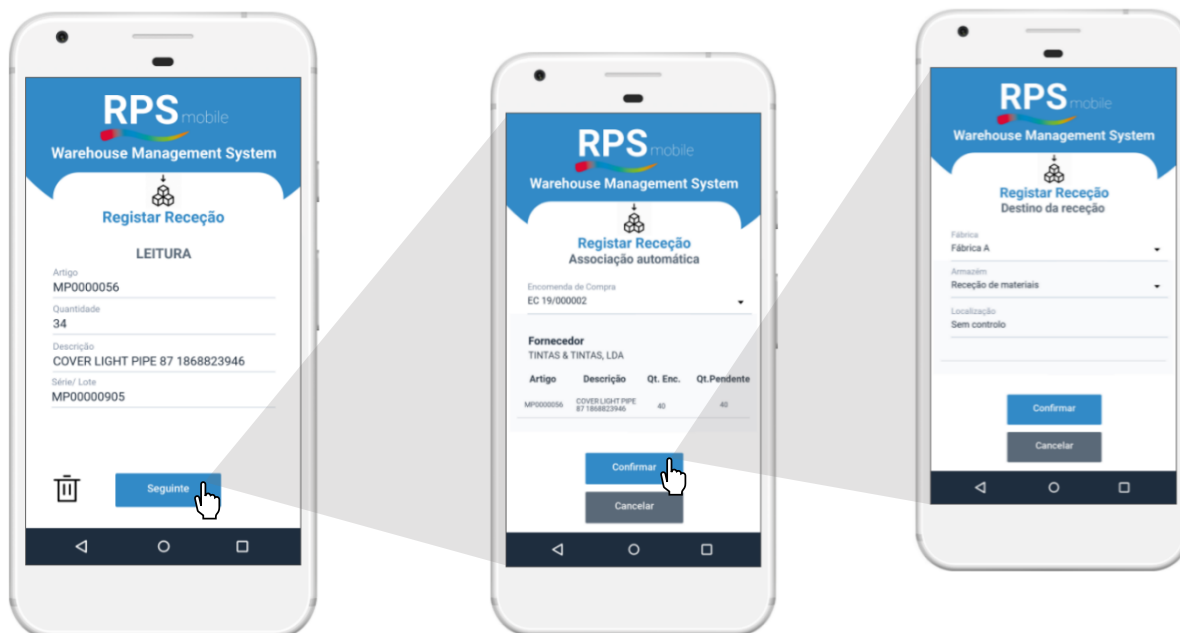 RPS mobile
Warehouse Management System
Registar Receção
LEITURA
Artigo
MP0000056
Quantidade
34
Descrição
COVER LIGHT PIPE 87 1868823946
Série/ Lote
MP00000905
Seguinte
RPS mobile
Warehouse Management System
Registar Receção
Associação automática
Encomenda de Compra
EC 19/000002
Fornecedor
TINTAS & TINTAS, LDA
Artigo Descrição Qt. Enc. Qt.Pendente
MP0000056 COVER LIGHT PIPE 40 40
87 1868823946
Confirmar
Cancelar
RPS mobile
Warehouse Management System
Registar Receção
Destino da receção
Fábrica
Fábrica A
Armazém
Receção de materiais
Localização
Sem controlo
Confirmar
Cancelar